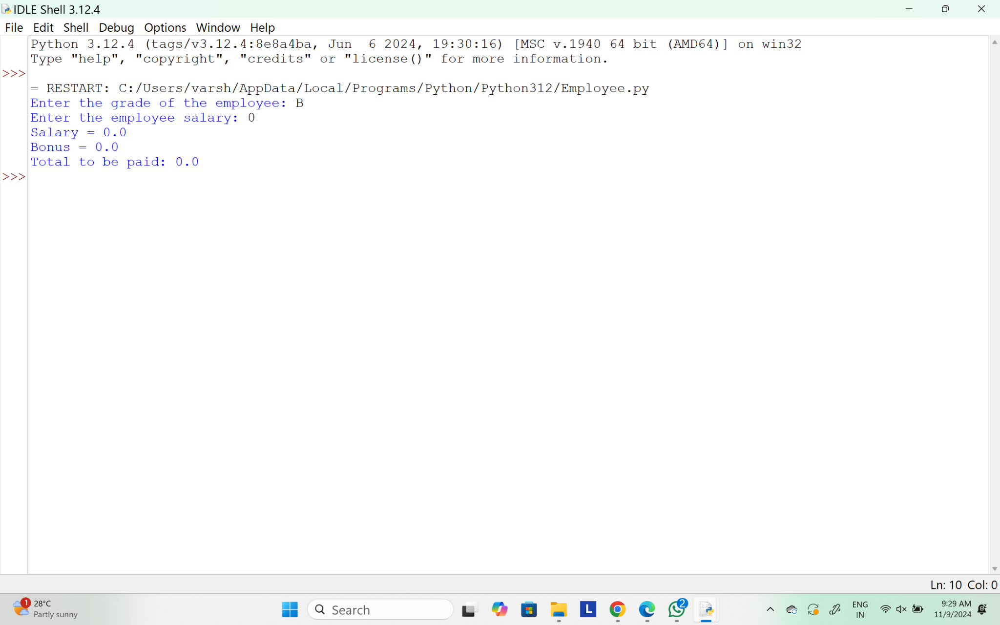 IDLE Shell 3.12.4
File Edit Shell Debug Options Window Help
Python 3.12.4 (tags/v3.12.4:8e8a4ba, Jun  6 2024, 19:30:16) [MSC v.1940 64 bit (AMD64)] on win32
Type "help", "copyright", "credits" or "license()" for more information.
>>>
= RESTART: C:/Users/varsh/AppData/Local/Programs/Python/Python312/Employee.py
Enter the grade of the employee: B
Enter the employee salary: 0
Salary = 0.0
Bonus = 0.0
Total to be paid: 0.0
>>>
Ln: 10 Col: 0
1
28°C
Partly sunny
Search
L
2
ENG
IN
9:29 AM
11/9/2024